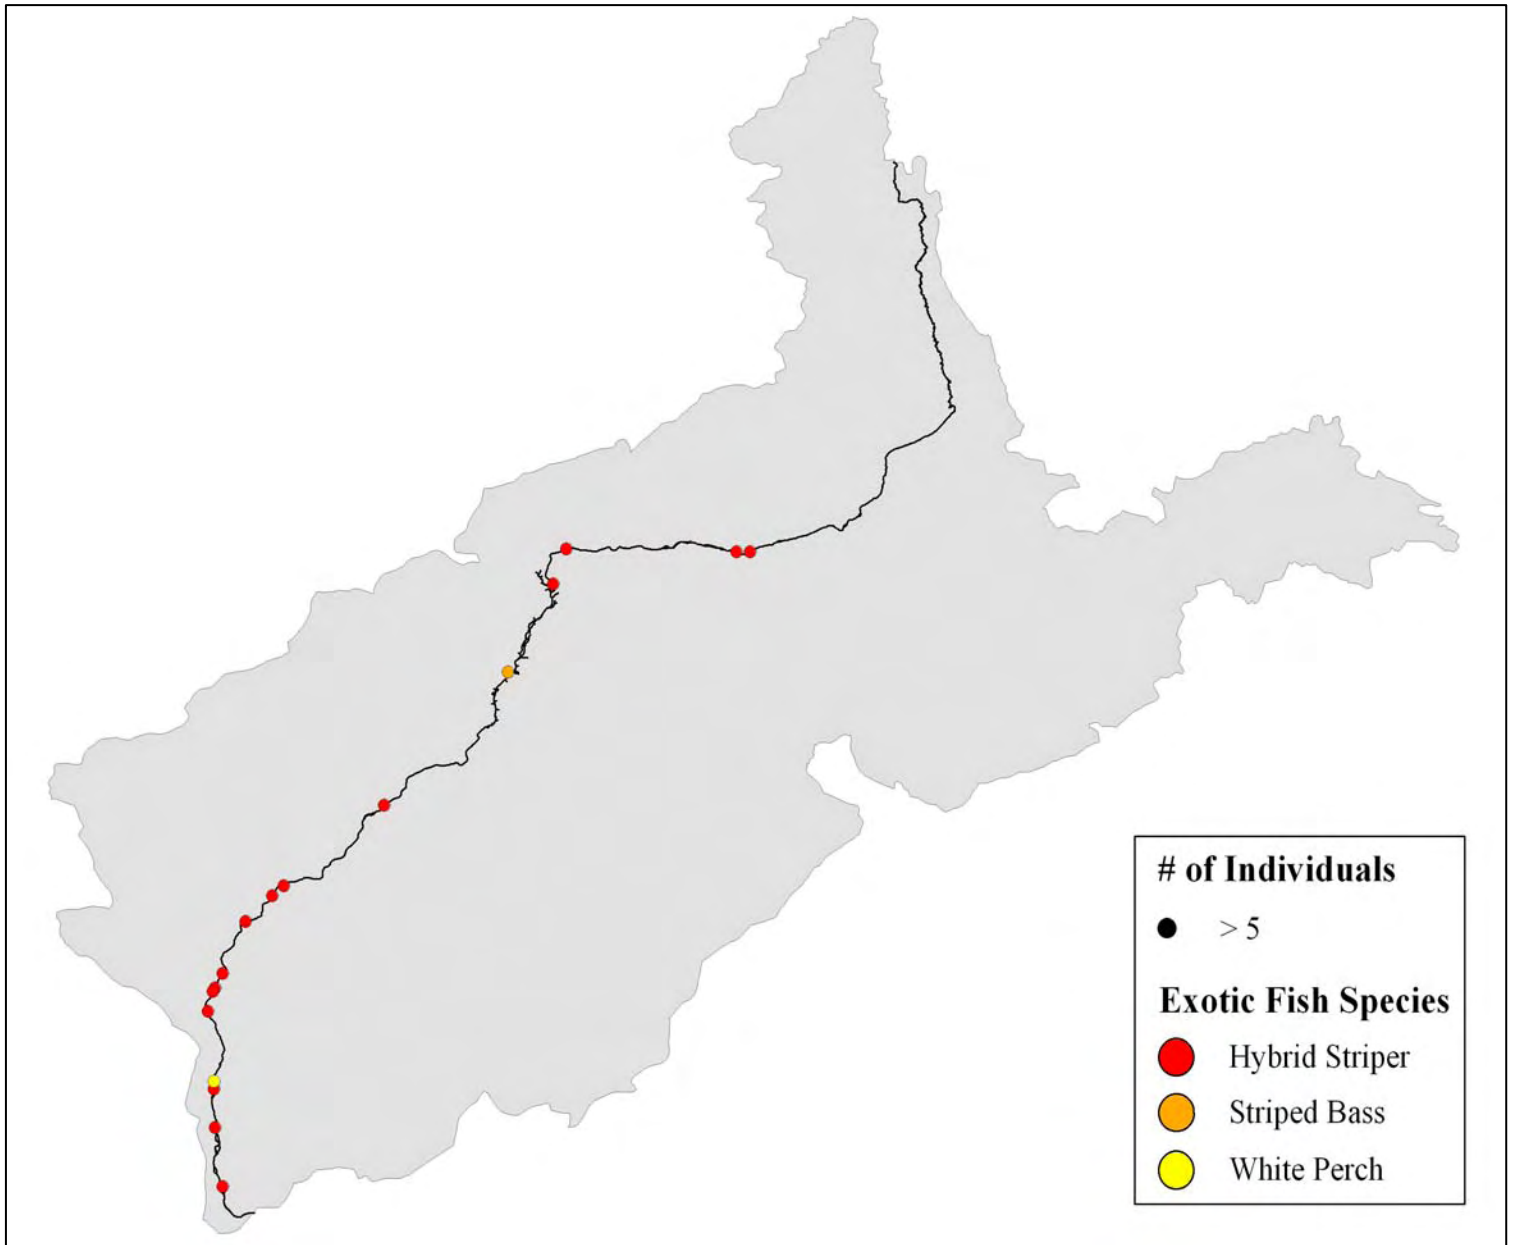 # of Individuals
> 5
Exotic Fish Species
Hybrid Striper
Striped Bass
White Perch